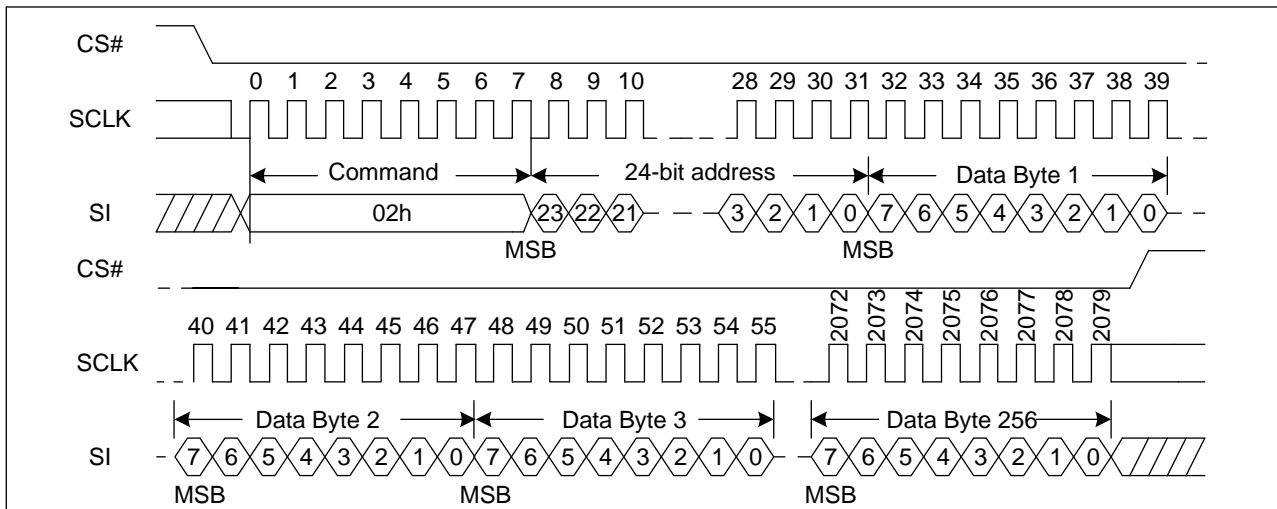 CS#
0 1 2 3 4 5 6 7 8 9 10 28 29 30 31 32 33 34 35 36 37 38 39
SCLK
Command 24-bit address Data Byte 1
SI 02h 23 22 21 3 2 1 0 7 6 5 4 3 2 1 0
MSB MSB
CS#
40 41 42 43 44 45 46 47 48 49 50 51 52 53 54 55 2072 2073 2074 2075 2076 2077 2078 2079
SCLK
Data Byte 2 Data Byte 3 Data Byte 256
SI 7 6 5 4 3 2 1 0 7 6 5 4 3 2 1 0 7 6 5 4 3 2 1 0
MSB MSB MSB